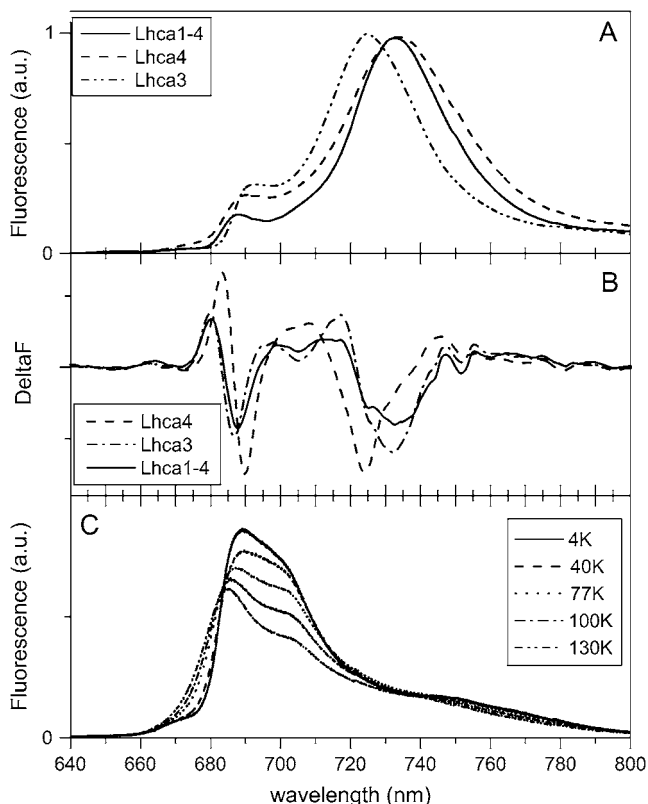 1
Lhca1-4
Lhca4
Lhca3
A
Fluorescence (a.u.)
0
B
DeltaF
Lhca4
Lhca3
Lhca1-4
C
4K
40K
77K
100K
130K
Fluorescence (a.u.)
0
640 660 680 700 720 740 760 780 800
wavelength (nm)